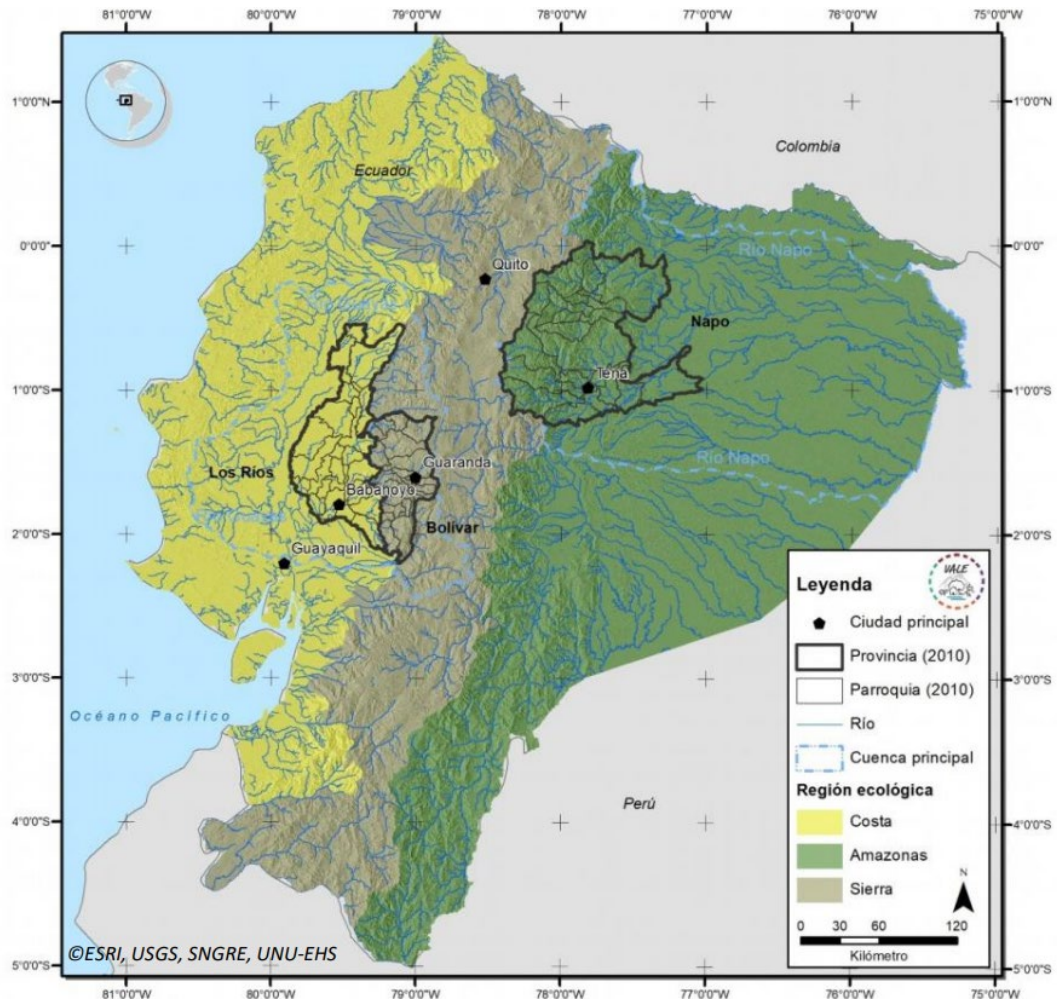 81°0'0"W
80°0'0"W
79°0'0"W
78°0'0"W
77°0'0"W
76°0'0"W
75°0'0"W
1°0'0"N
1°0'0"N
Colombia
Ecuador
0°0'0"
0°0'0"
Río Napo
Quito
Napo
Tena
1°0'0"S
1°0'0"S
Río Napo
Los Ríos
Guaranda
Babahoyo
Bolívar
2°0'0"S
2°0'0"S
Guayaquil
Leyenda
VALE
Ciudad principal
Provincia (2010)
Parroquia (2010)
Río
Cuenca principal
Región ecológica
Costa
Amazonas
Sierra
N
0 30 60 120
Kilómetro
3°0'0"S
3°0'0"S
Océano Pacífico
Perú
4°0'0"S
4°0'0"S
©ESRI, USGS, SNGRE, UNU-EHS
5°0'0"S
5°0'0"S
81°0'0"W
80°0'0"W
79°0'0"W
78°0'0"W
77°0'0"W
76°0'0"W
75°0'0"W